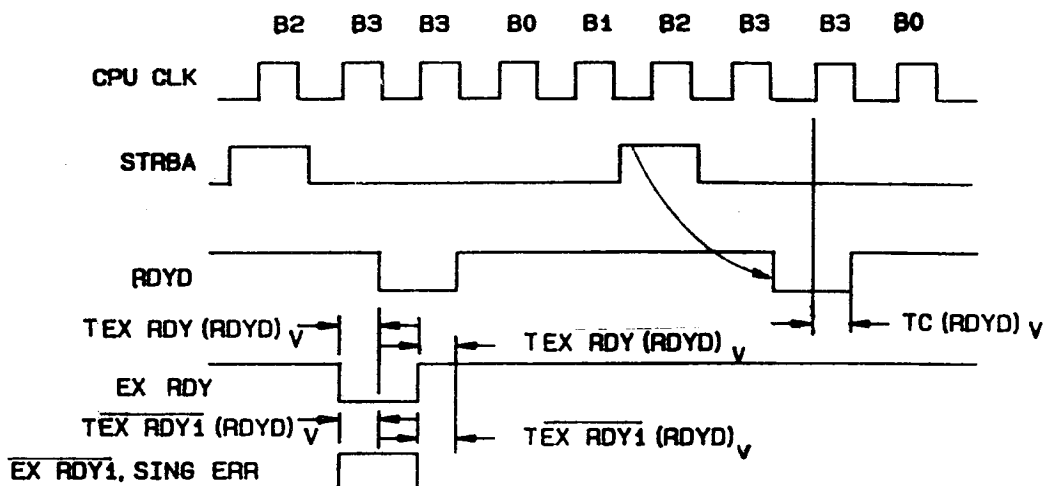 B2 B3 B3 B0 B1 B2 B3 B3 B0
CPU CLK
STRBA
RDYD
TEX RDY (RDYD) V
TEX RDY (RDYD) V
TC (RDYD) V
EX RDY
TEX RDY1 (RDYD) V
TEX RDY1 (RDYD) V
EX RDY1, SING ERR